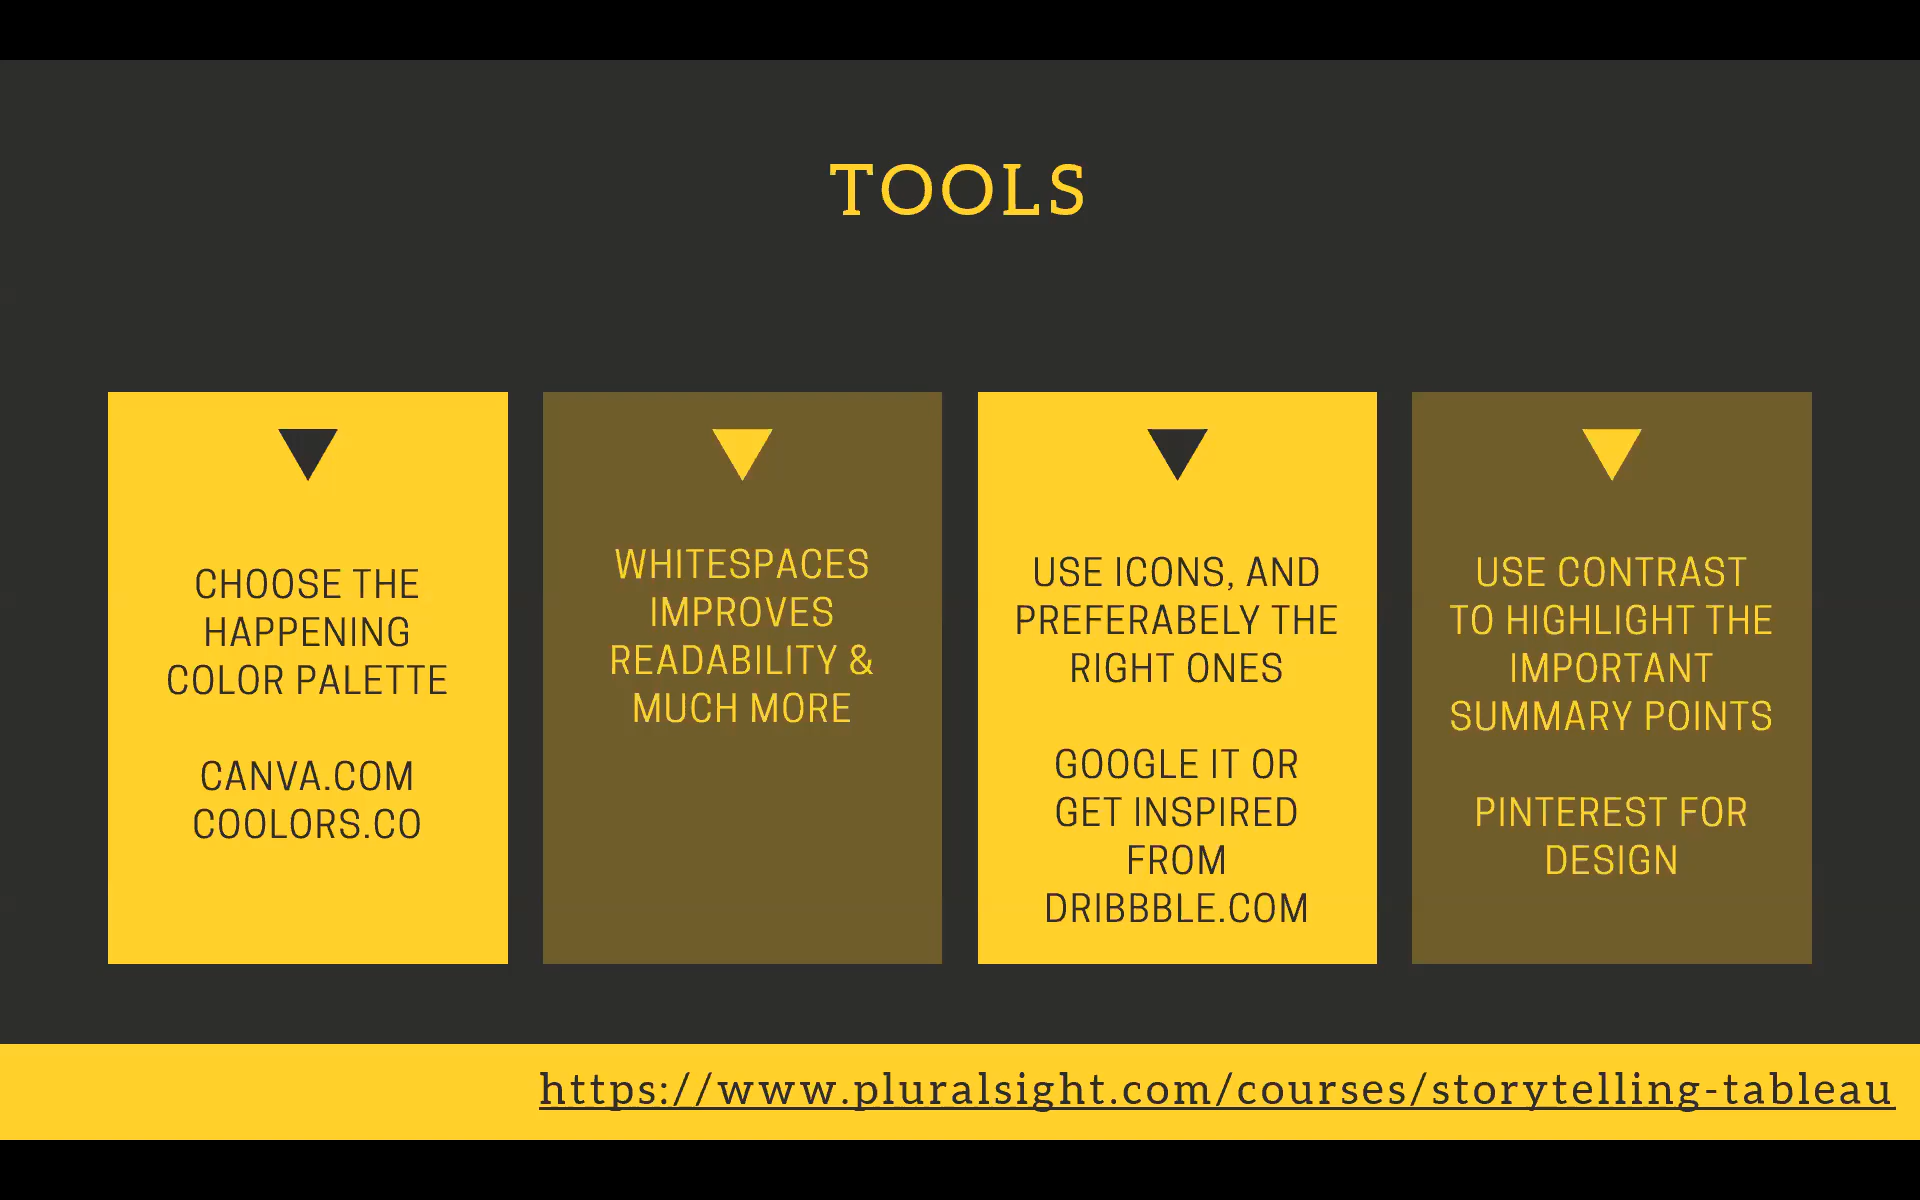 TOOLS
CHOOSE THE
HAPPENING
COLOR PALETTE
CANVA.COM
COOLORS.CO
WHITESPACES
IMPROVES
READABILITY &
MUCH MORE
USE ICONS, AND
PREFERABELY THE
RIGHT ONES
GOOGLE IT OR
GET INSPIRED
FROM
DRIBBBLE.COM
USE CONTRAST
TO HIGHLIGHT THE
IMPORTANT
SUMMARY POINTS
PINTEREST FOR
DESIGN
https://www.pluralsight.com/courses/storytelling-tableau